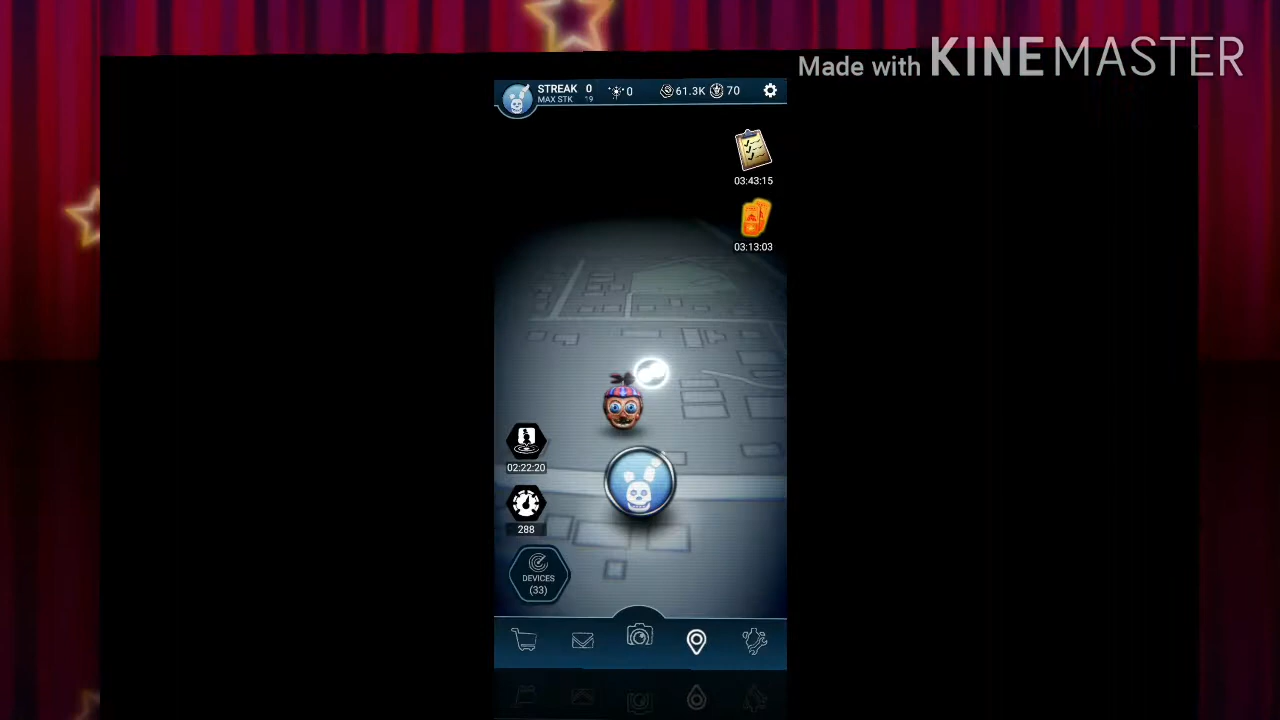 Made with KINEMASTER
STREAK 0
MAX STK 19
0
61.3K
70
03:43:15
03:13:03
02:22:20
288
DEVICES
(33)